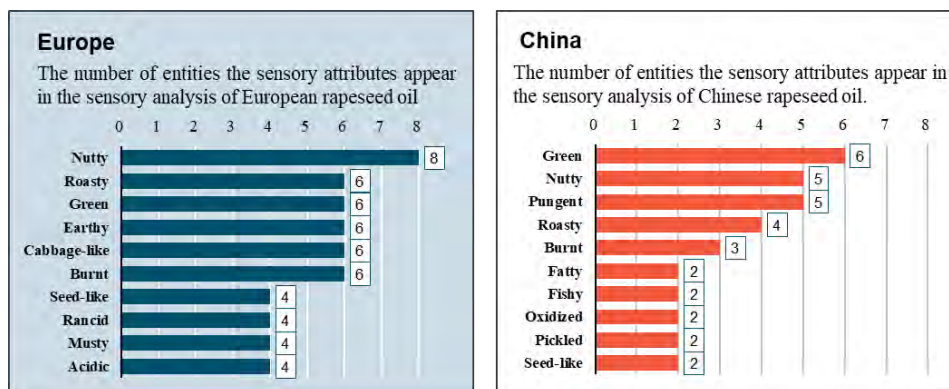 Europe
The number of entities the sensory attributes appear
in the sensory analysis of European rapeseed oil
0 1 2 3 4 5 6 7 8
Nutty 8
Roasty 6
Green 6
Earthy 6
Cabbage-like 6
Burnt 6
Seed-like 4
Rancid 4
Musty 4
Acidic 4
China
The number of entities the sensory attributes appear in
the sensory analysis of Chinese rapeseed oil.
0 1 2 3 4 5 6 7 8
Green 6
Nutty 5
Pungent 5
Roasty 4
Burnt 3
Fatty 2
Fishy 2
Oxidized 2
Pickled 2
Seed-like 2